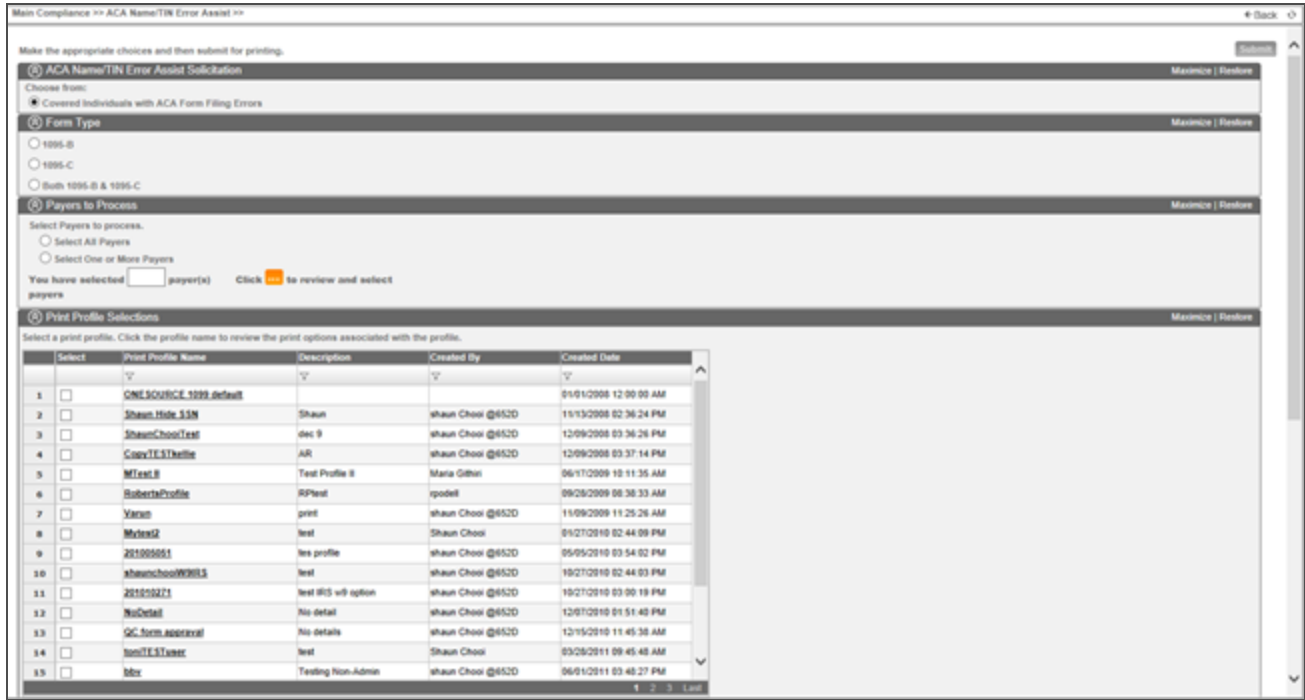 Main Compliance >> ACA Name/TIN Error Assist >> Back
Make the appropriate choices and then submit for printing. Submit
ACA Name/TIN Error Assist Solicitation Maximize | Restore
Choose from:
Covered Individuals with ACA Form Filing Errors
Form Type Maximize | Restore
1095-B
1095-C
Both 1095-B & 1095-C
Payers to Process Maximize | Restore
Select Payers to process.
Select All Payers
Select One or More Payers
You have selected payer(s) Click ... to review and select
payers
Print Profile Selections Maximize | Restore
Select a print profile. Click the profile name to review the print options associated with the profile.
Select Print Profile Name Description Created By Created Date
1 ONESOURCE 1099 default 01/01/2008 12:00:00 AM
2 Shaun Hide SSN Shaun shaun Chooi @652D 11/13/2008 02:36:24 PM
3 ShaunChooiTest dec 9 shaun Chooi @652D 12/09/2008 03:36:26 PM
4 CopyTESTkellie AR shaun Chooi @652D 12/09/2008 03:37:14 PM
5 MTest II Test Profile II Maria Githiri 06/17/2009 10:11:35 AM
6 RobertsProfile RPtest rpodell 09/28/2009 08:38:33 AM
7 Varun print shaun Chooi @652D 11/09/2009 11:25:26 AM
8 Mytest2 test Shaun Chooi 01/27/2010 02:44:09 PM
9 201005051 tes profile shaun Chooi @652D 05/05/2010 03:54:02 PM
10 shaunchooiW9IRS test shaun Chooi @652D 10/27/2010 02:44:03 PM
11 201010271 test IRS w9 option shaun Chooi @652D 10/27/2010 03:00:19 PM
12 NoDetail No detail shaun Chooi @652D 12/07/2010 01:51:40 PM
13 QC form approval No details shaun Chooi @652D 12/15/2010 11:45:38 AM
14 toniTESTuser test Shaun Chooi 03/28/2011 09:45:48 AM
15 bbv Testing Non-Admin shaun Chooi @652D 06/01/2011 03:48:27 PM
1 2 3 Last